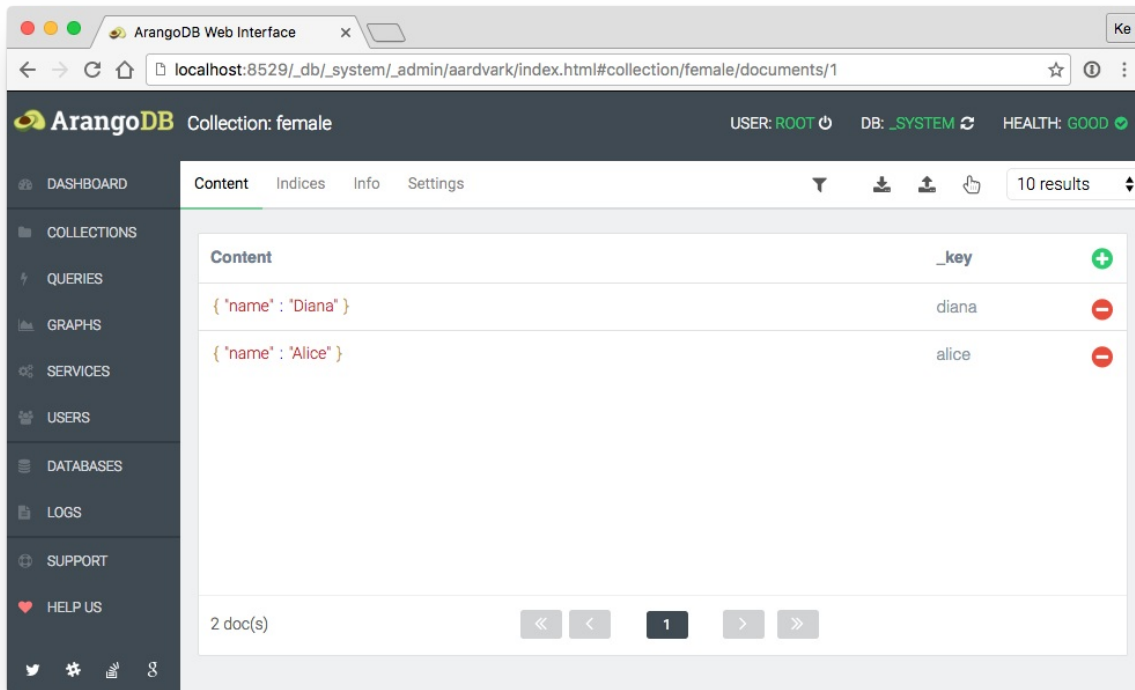 ArangoDB Web Interface
Ke
localhost:8529/_db/_system/_admin/aardvark/index.html#collection/female/documents/1
ArangoDB Collection: female USER: ROOT DB: _SYSTEM HEALTH: GOOD
DASHBOARD
COLLECTIONS
QUERIES
GRAPHS
SERVICES
USERS
DATABASES
LOGS
SUPPORT
HELP US
Content Indices Info Settings 10 results
Content _key
{ "name" : "Diana" } diana
{ "name" : "Alice" } alice
2 doc(s) « < 1 > »